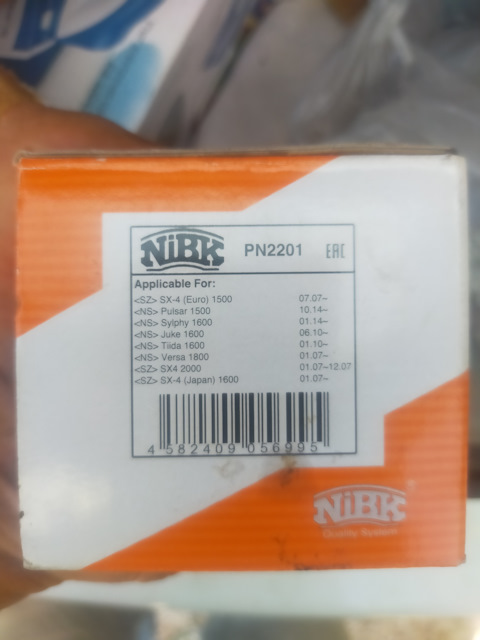 NiBK PN2201 EAC
Applicable For:
<SZ> SX-4 (Euro) 1500 07.07~
<NS> Pulsar 1500 10.14~
<NS> Sylphy 1600 01.14~
<NS> Juke 1600 06.10~
<NS> Tiida 1600 01.10~
<NS> Versa 1800 01.07~
<SZ> SX4 2000 01.07~12.07
<SZ> SX-4 (Japan) 1600 01.07~
4 582409 056995
NiBK
Quality System